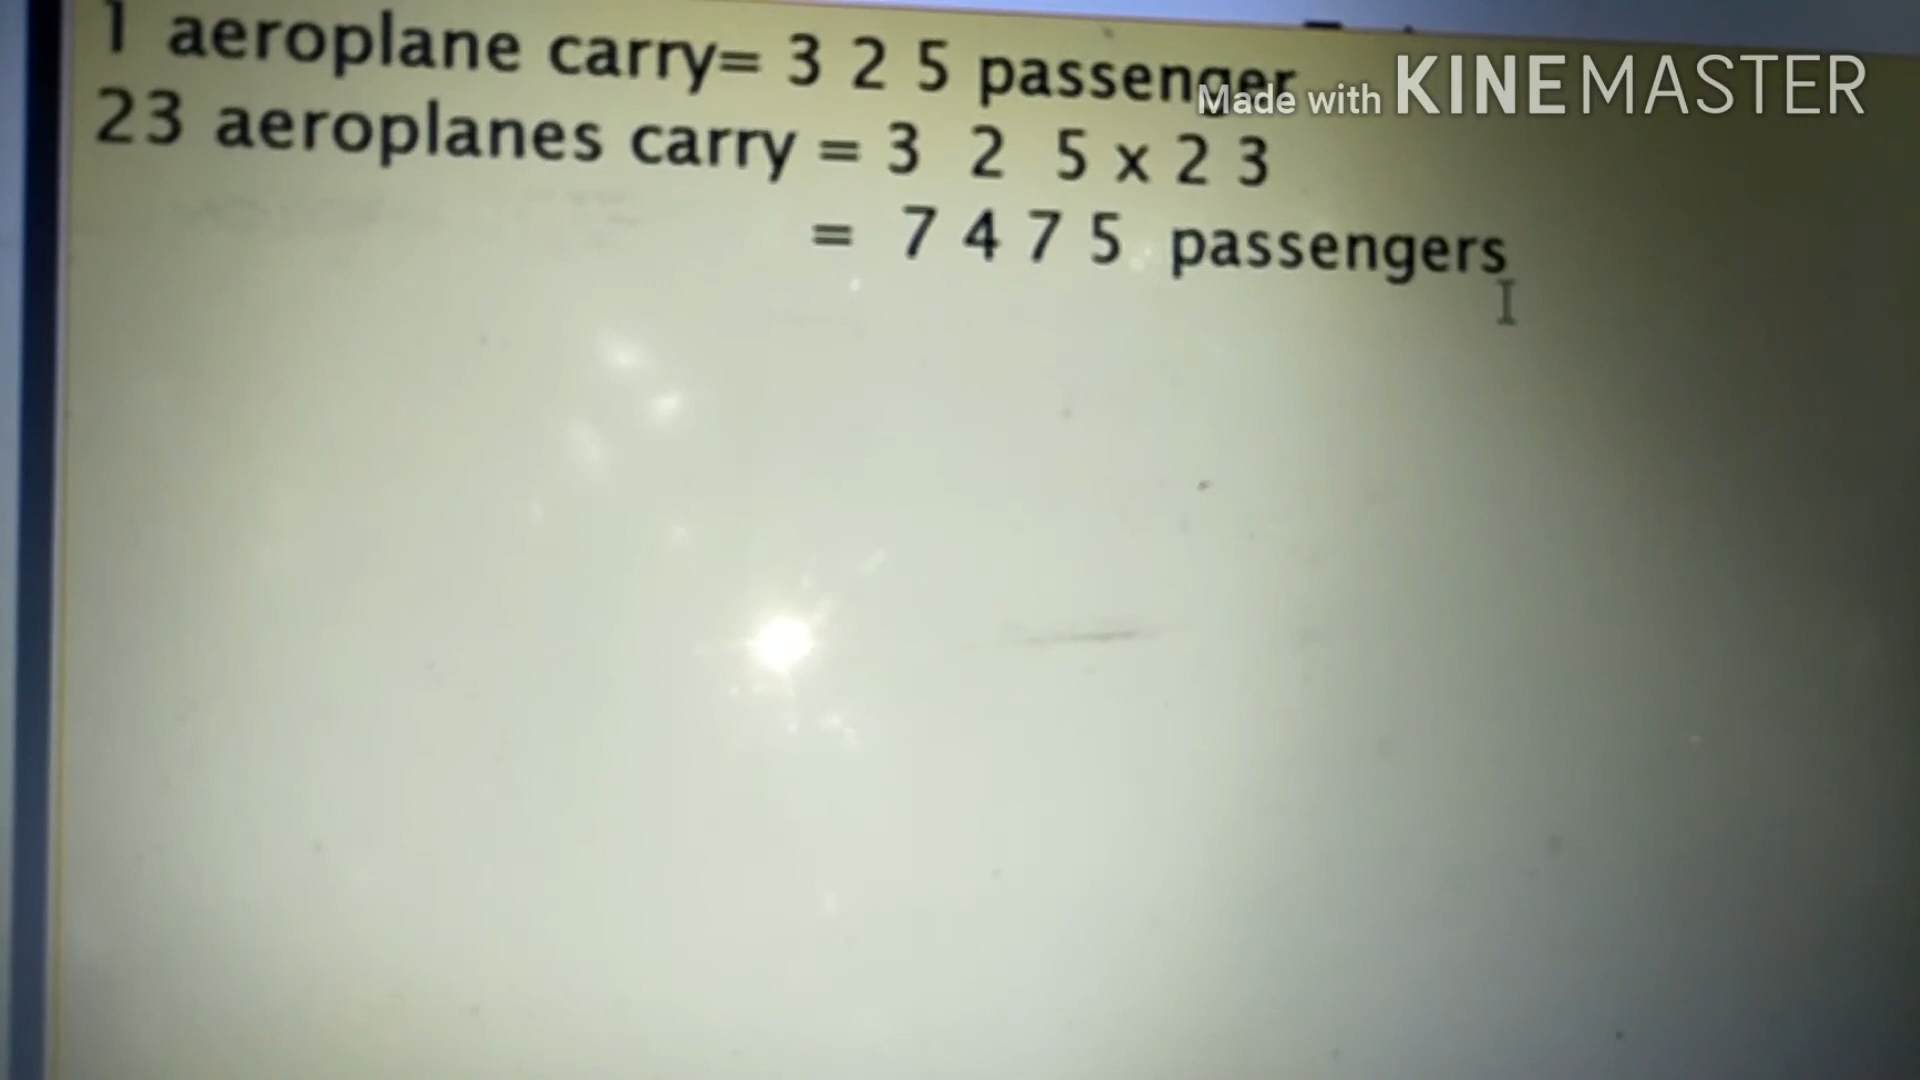 1 aeroplane carry= 3 2 5 passenger
Made with KINEMASTER
23 aeroplanes carry = 3 2 5 x 2 3
= 7 4 7 5 passengers